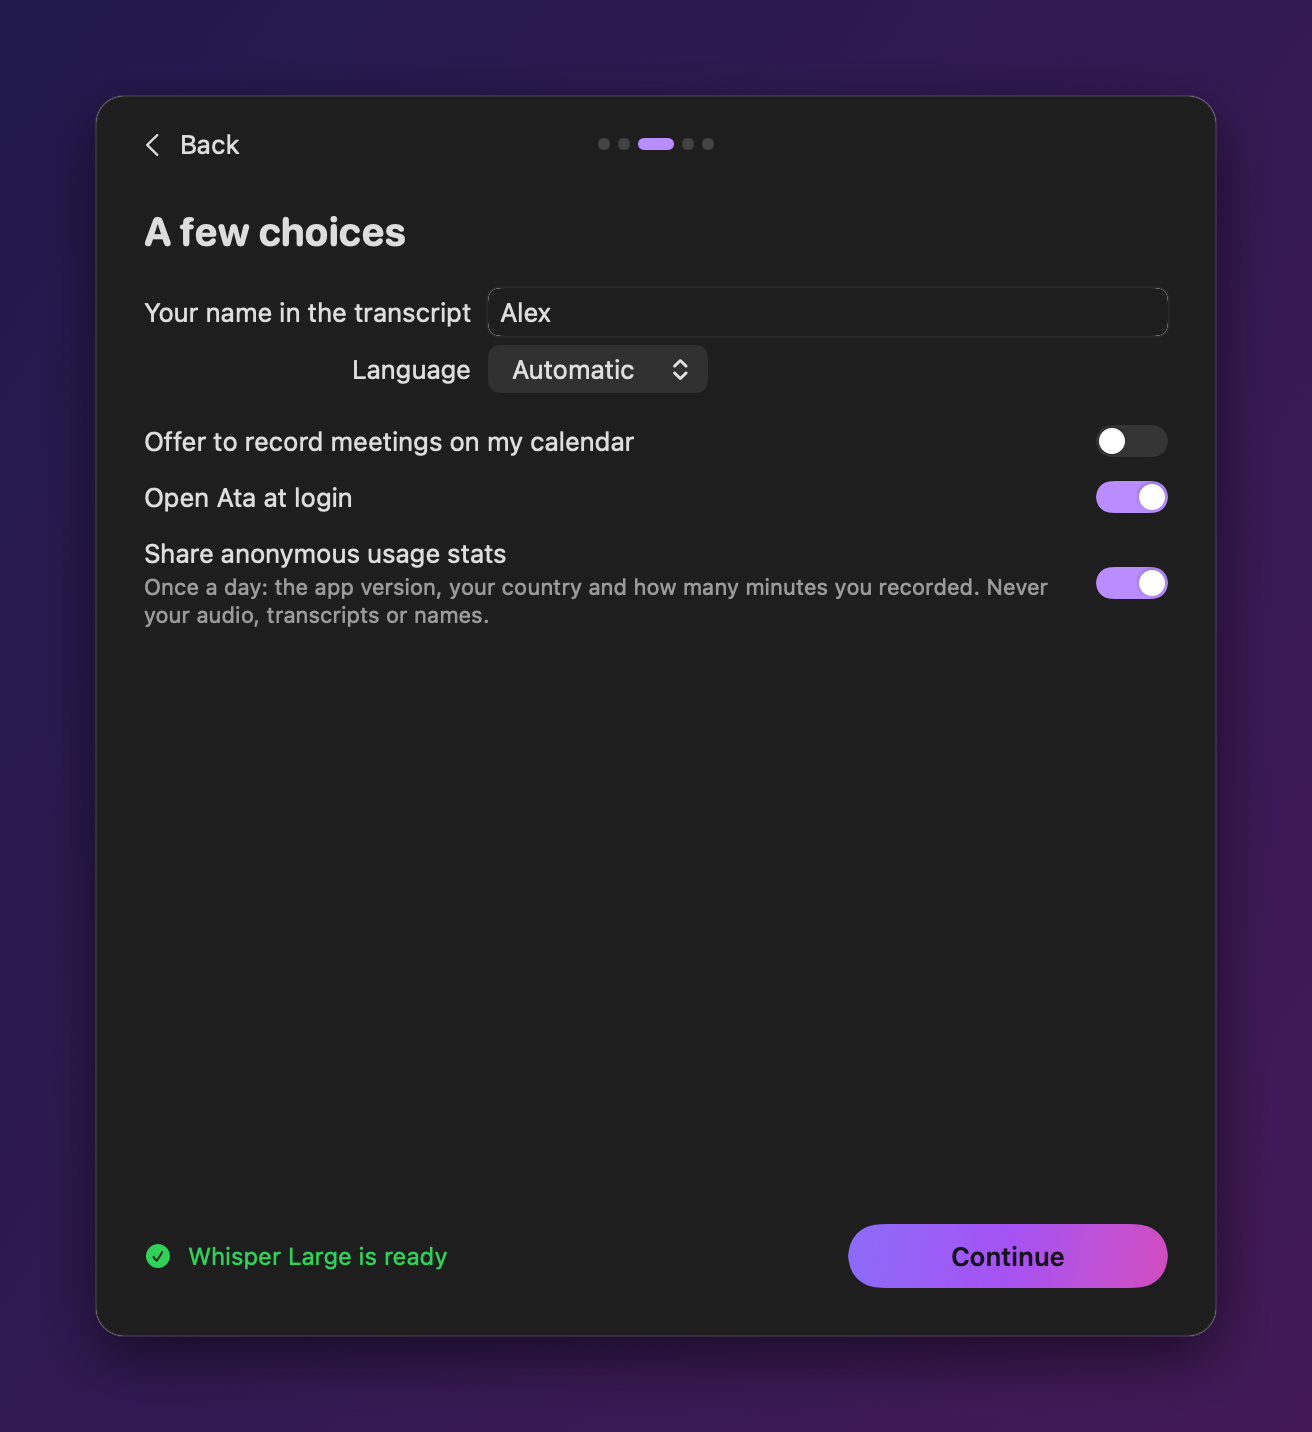 Back
A few choices
Your name in the transcript Alex
Language Automatic
Offer to record meetings on my calendar
Open Ata at login
Share anonymous usage stats
Once a day: the app version, your country and how many minutes you recorded. Never
your audio, transcripts or names.
Whisper Large is ready
Continue